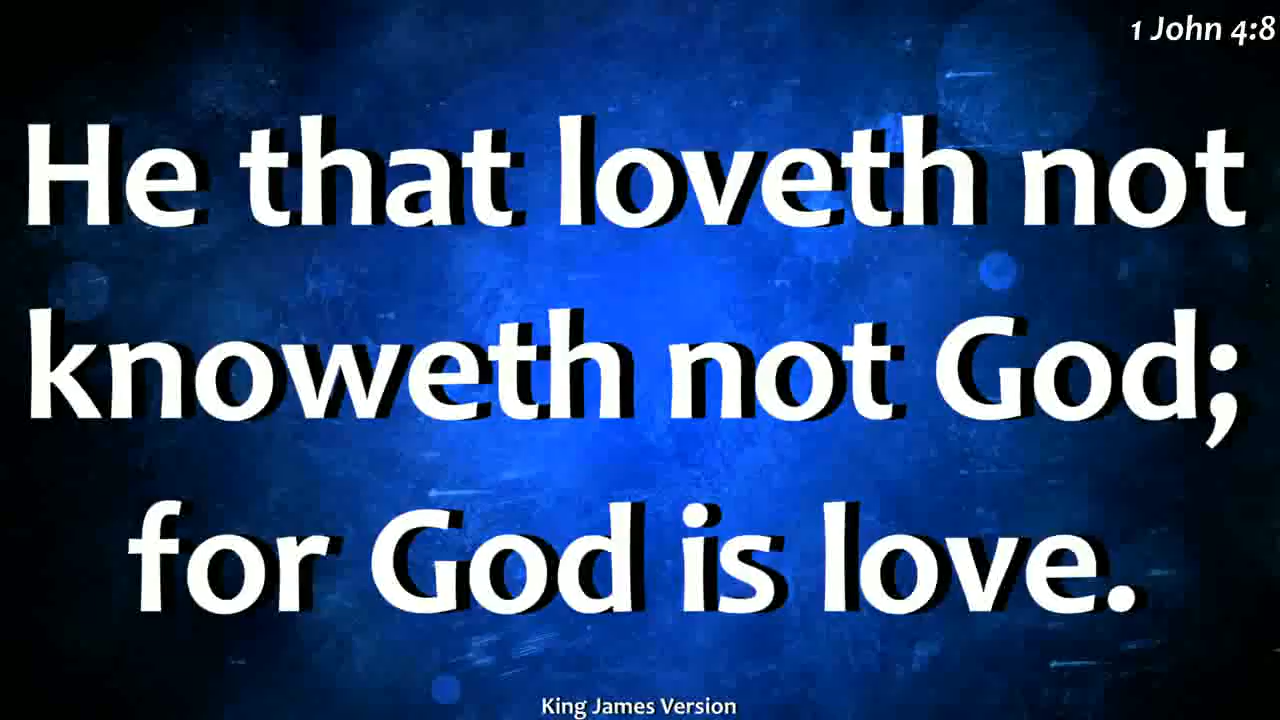 1 John 4:8
He that loveth not
knoweth not God;
for God is love.
King James Version